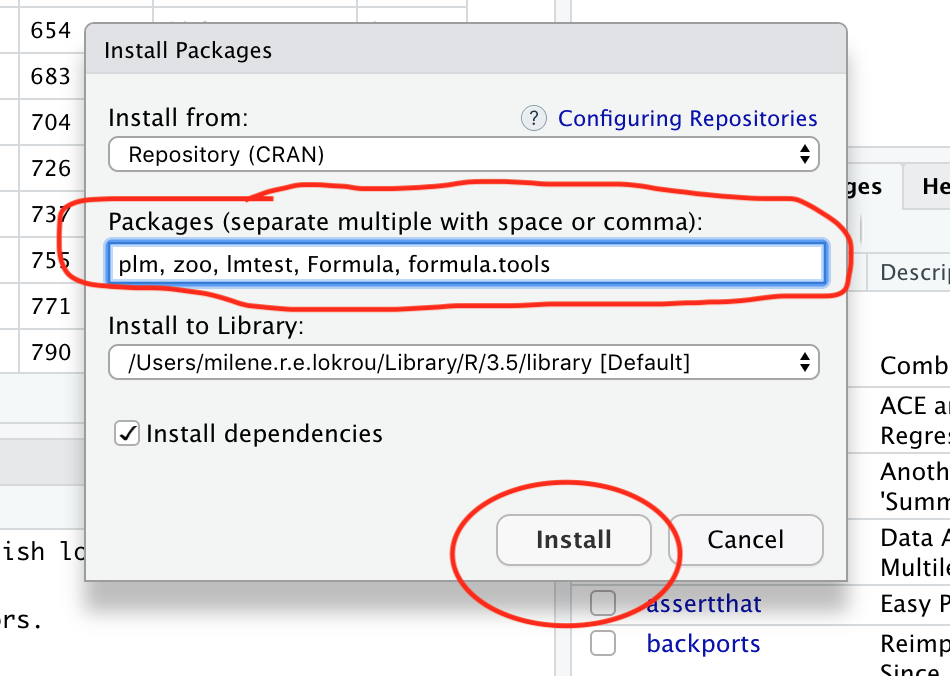 654
683
704
726
737
755
771
790
Install Packages
Install from:
? Configuring Repositories
Repository (CRAN)
Packages (separate multiple with space or comma):
plm, zoo, lmtest, Formula, formula.tools
Install to Library:
/Users/milene.r.e.lokrou/Library/R/3.5/library [Default]
Install dependencies
Install
Cancel
ges
He
Descrip
Comb
ACE a
Regres
Anoth
'Summ
Data A
Multile
assertthat
Easy P
backports
Reimp
Since
ish lo
rs.